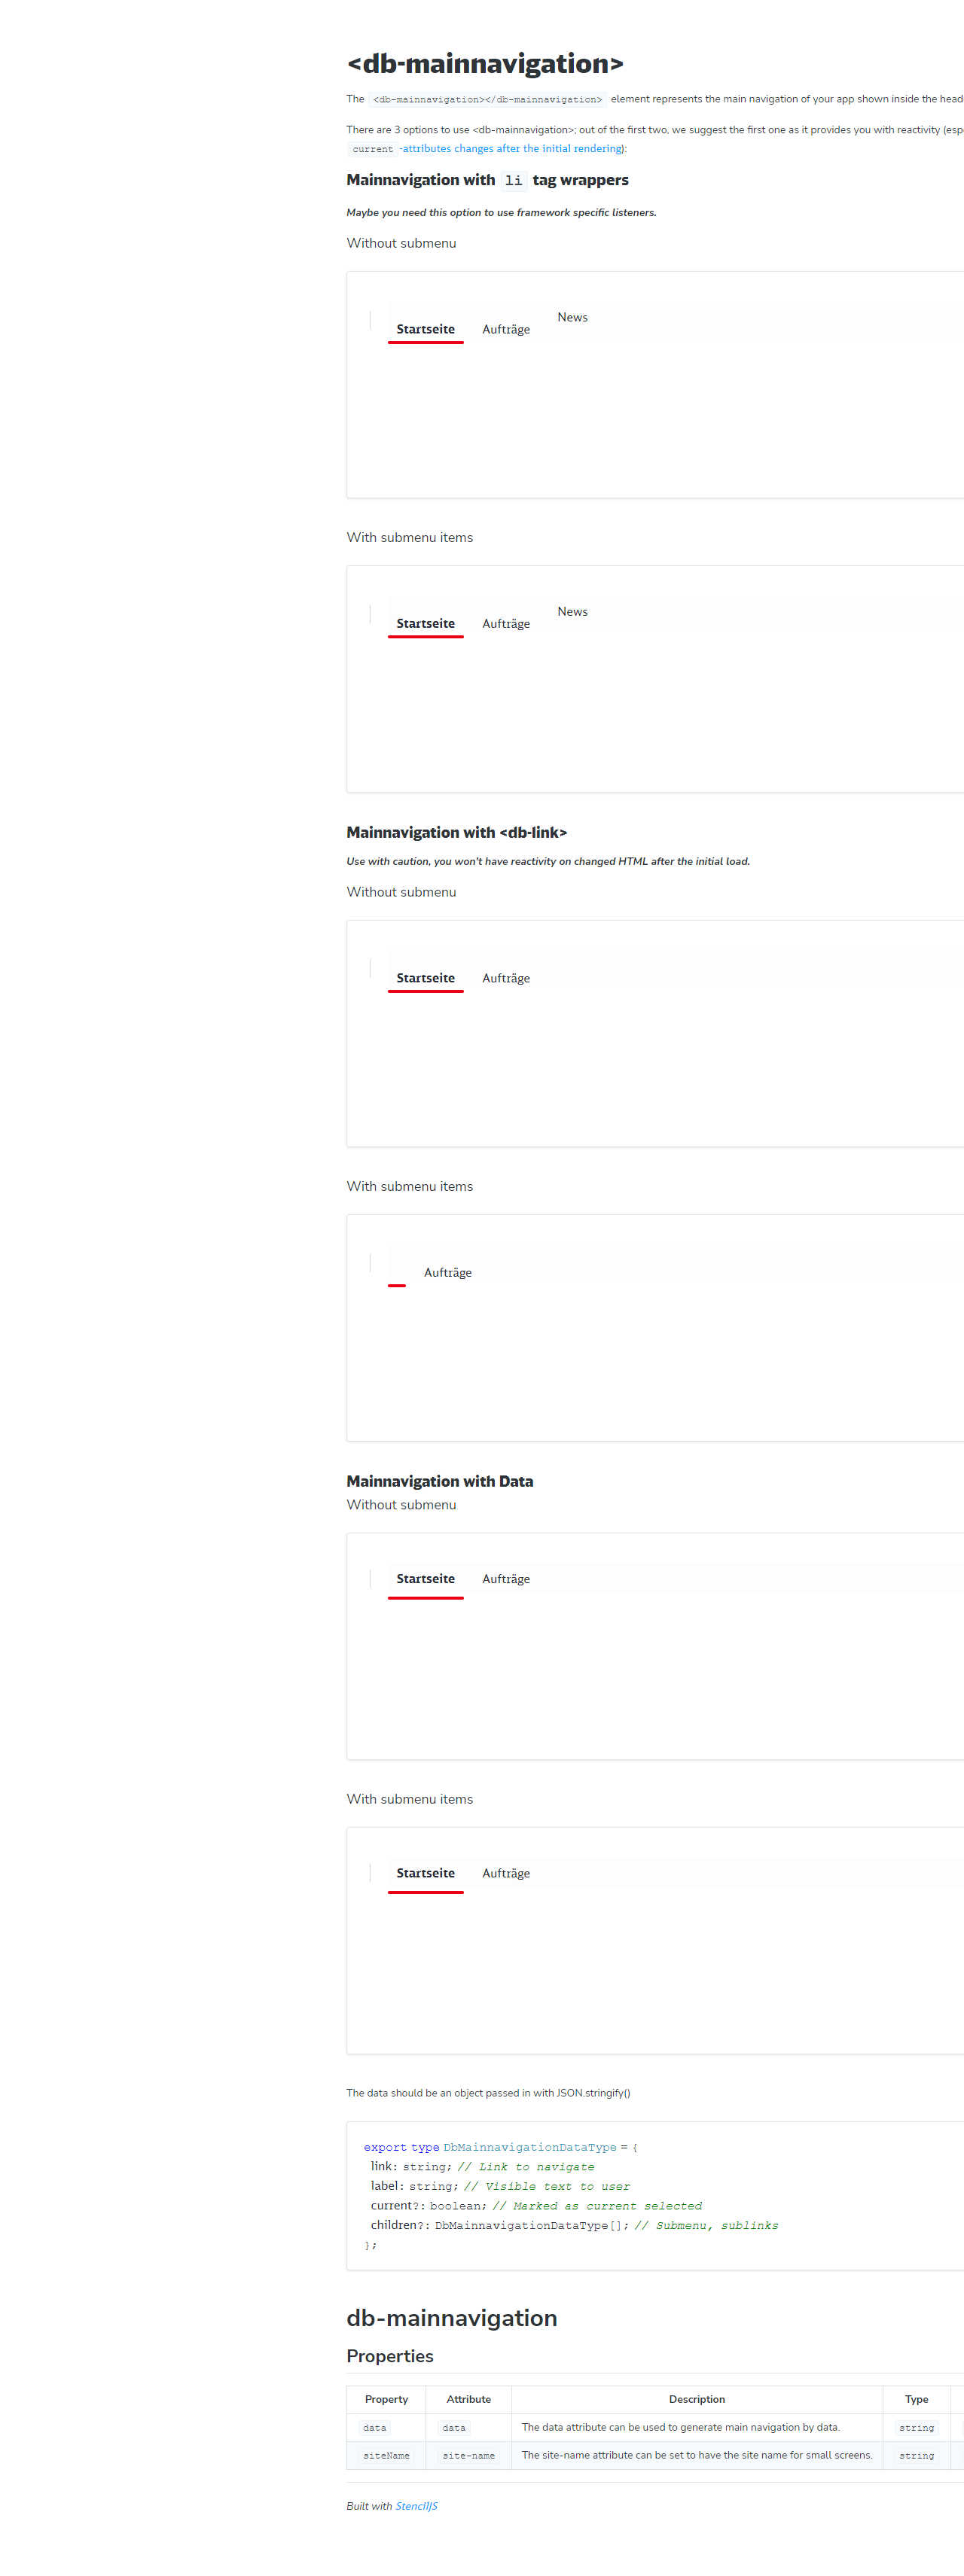 <db-mainnavigation>
The <db-mainnavigation></db-mainnavigation> element represents the main navigation of your app shown inside the head
There are 3 options to use <db-mainnavigation>; out of the first two, we suggest the first one as it provides you with reactivity (esp
current-attributes changes after the initial rendering):
Mainnavigation with li tag wrappers
Maybe you need this option to use framework specific listeners.
Without submenu
Startseite Aufträge News
With submenu items
Startseite Aufträge News
Mainnavigation with <db-link>
Use with caution, you won't have reactivity on changed HTML after the initial load.
Without submenu
Startseite Aufträge
With submenu items
Aufträge
Mainnavigation with Data
Without submenu
Startseite Aufträge
With submenu items
Startseite Aufträge
The data should be an object passed in with JSON.stringify()
export type DbMainnavigationDataType = {
link: string; // Link to navigate
label: string; // Visible text to user
current?: boolean; // Marked as current selected
children?: DbMainnavigationDataType[]; // Submenu, sublinks
};
db-mainnavigation
Properties
Property Attribute Description Type
data data The data attribute can be used to generate main navigation by data. string
siteName site-name The site-name attribute can be set to have the site name for small screens. string
Built with StencilJS